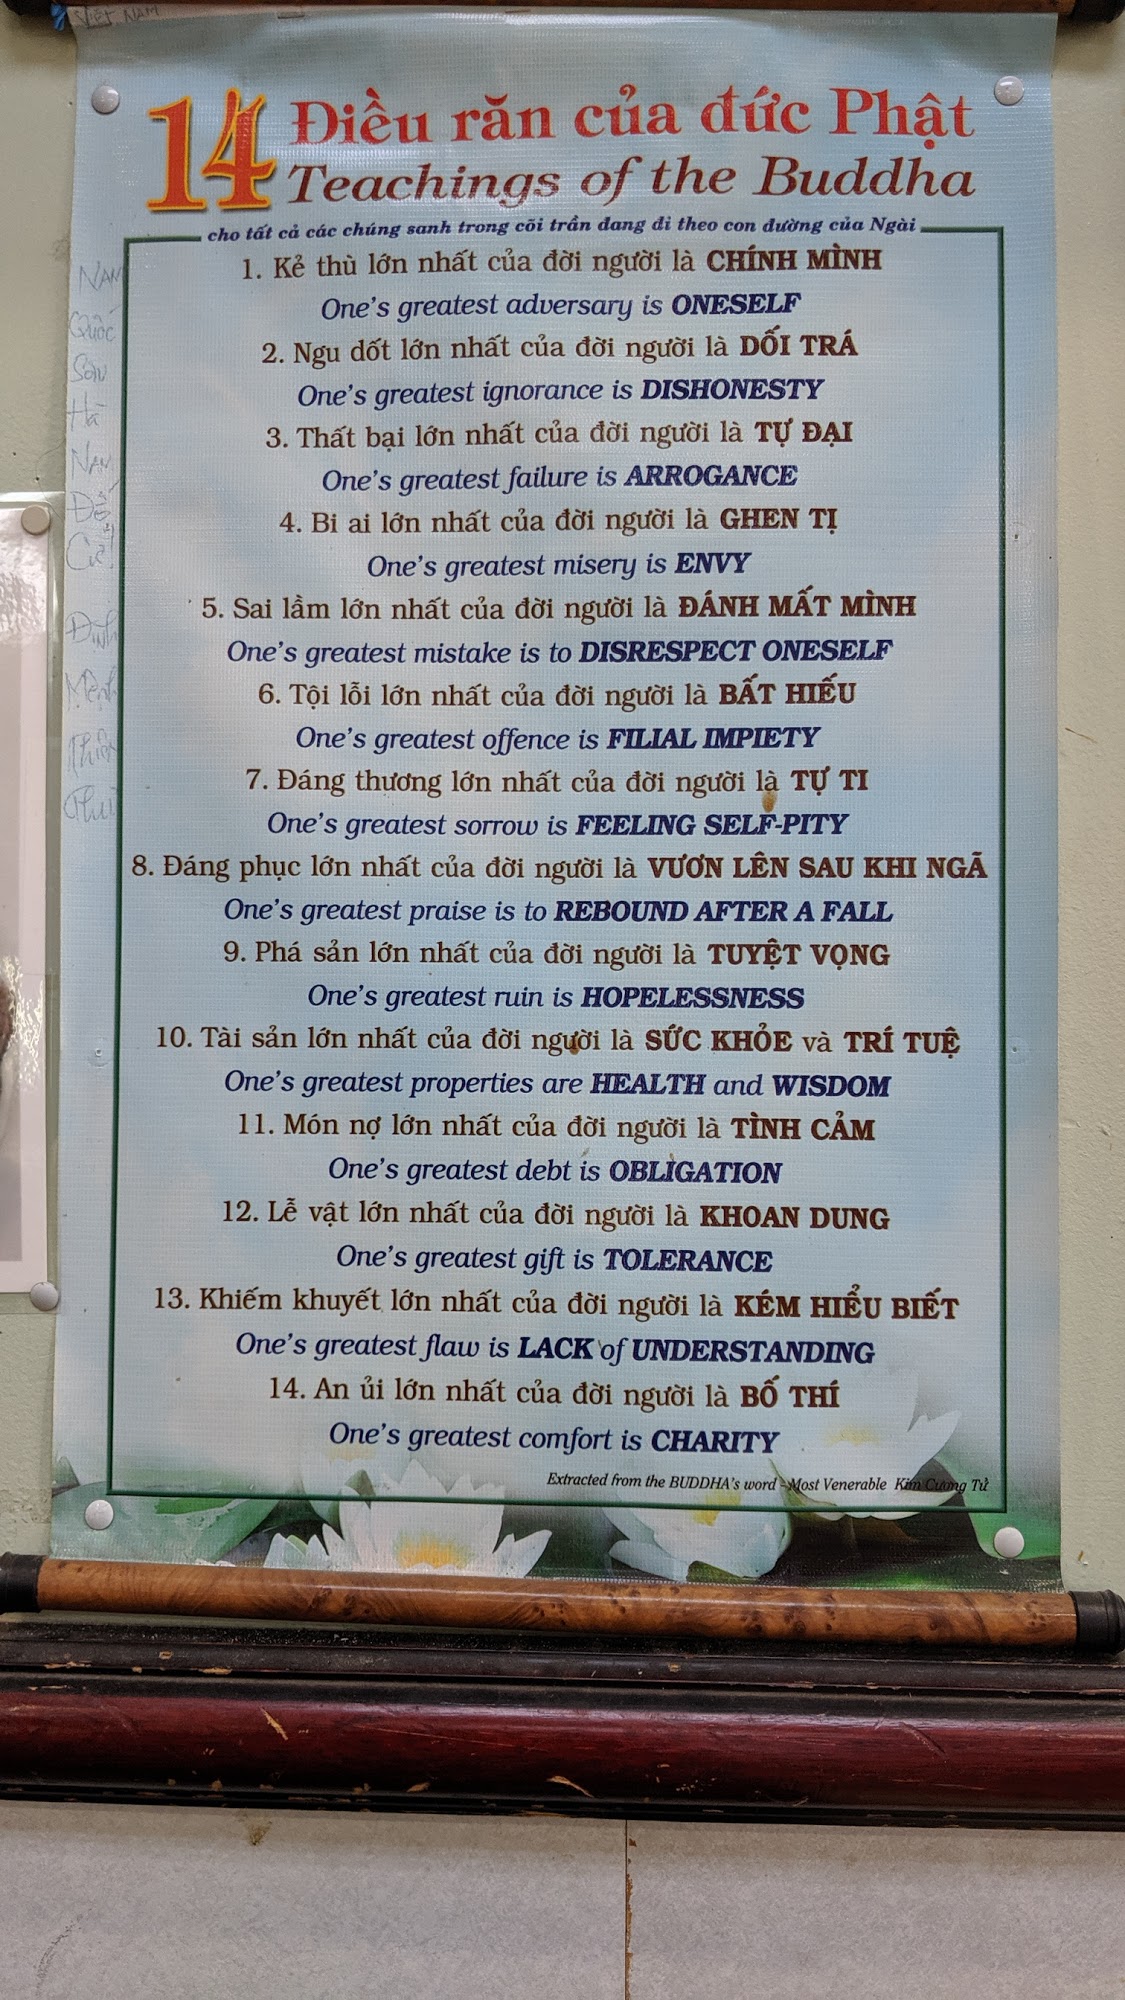 VIỆT NAM
14 Điều răn của đức Phật
Teachings of the Buddha
cho tất cả các chúng sanh trong cõi trần đang đi theo con đường của Ngài
1. Kẻ thù lớn nhất của đời người là CHÍNH MÌNH
One's greatest adversary is ONESELF
2. Ngu dốt lớn nhất của đời người là DỐI TRÁ
One's greatest ignorance is DISHONESTY
3. Thất bại lớn nhất của đời người là TỰ ĐẠI
One's greatest failure is ARROGANCE
4. Bi ai lớn nhất của đời người là GHEN TỊ
One's greatest misery is ENVY
5. Sai lầm lớn nhất của đời người là ĐÁNH MẤT MÌNH
One's greatest mistake is to DISRESPECT ONESELF
6. Tội lỗi lớn nhất của đời người là BẤT HIẾU
One's greatest offence is FILIAL IMPIETY
7. Đáng thương lớn nhất của đời người là TỰ TI
One's greatest sorrow is FEELING SELF-PITY
8. Đáng phục lớn nhất của đời người là VƯƠN LÊN SAU KHI NGÃ
One's greatest praise is to REBOUND AFTER A FALL
9. Phá sản lớn nhất của đời người là TUYỆT VỌNG
One's greatest ruin is HOPELESSNESS
10. Tài sản lớn nhất của đời người là SỨC KHỎE và TRÍ TUỆ
One's greatest properties are HEALTH and WISDOM
11. Món nợ lớn nhất của đời người là TÌNH CẢM
One's greatest debt is OBLIGATION
12. Lễ vật lớn nhất của đời người là KHOAN DUNG
One's greatest gift is TOLERANCE
13. Khiếm khuyết lớn nhất của đời người là KÉM HIỂU BIẾT
One's greatest flaw is LACK of UNDERSTANDING
14. An ủi lớn nhất của đời người là BỐ THÍ
One's greatest comfort is CHARITY
Extracted from the BUDDHA's word - Most Venerable Kim Cương Tử
NAM
Quốc
Sơn
Hà
NAM
Đế
Cư
Định
Mệnh